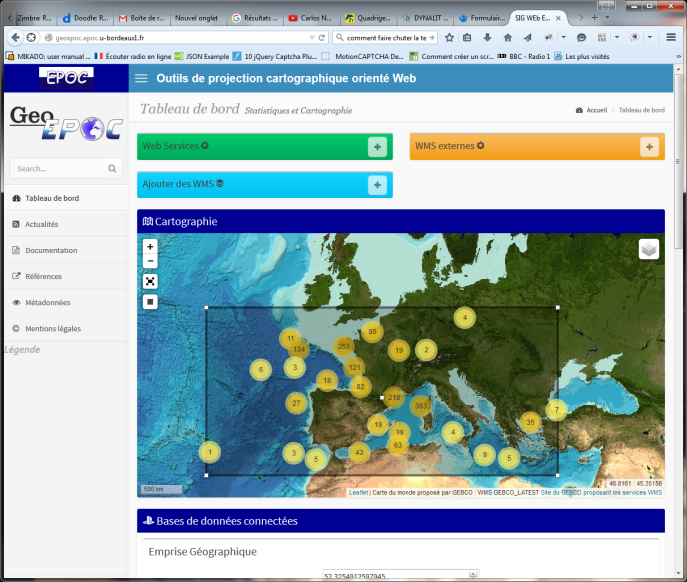 Zimbra: R...
Doodle: R...
Boîte de r...
Nouvel onglet
Résultats ...
Carlos N...
Quadrige...
DYNALIT ...
Formulair...
SIG WEb E...
geoepoc.epoc.u-bordeaux1.fr
comment faire chuter la te
MIKADO: user manual ...
Écouter radio en ligne
JSON Example
10 jQuery Captcha Plu...
MotionCAPTCHA De...
Comment créer un scr...
BBC - Radio 1
Les plus visités
EPOC
Outils de projection cartographique orienté Web
Geo
EPOC
Tableau de bord Statistiques et Cartographie
Accueil
Tableau de bord
Search...
Tableau de bord
Actualités
Documentation
Références
Métadonnées
Mentions légales
Légende
Web Services
WMS externes
Ajouter des WMS
Cartographie
+
−
4
11
134
90
253
19
2
6
3
121
18
82
27
218
383
7
19
39
4
35
63
1
3
5
43
9
5
500 km
46.8161 : 45.35156
Leaflet | Carte du monde proposé par GEBCO : WMS GEBCO_LATEST Site du GEBCO proposant les services WMS
Bases de données connectées
Emprise Géographique
52.3254912597945